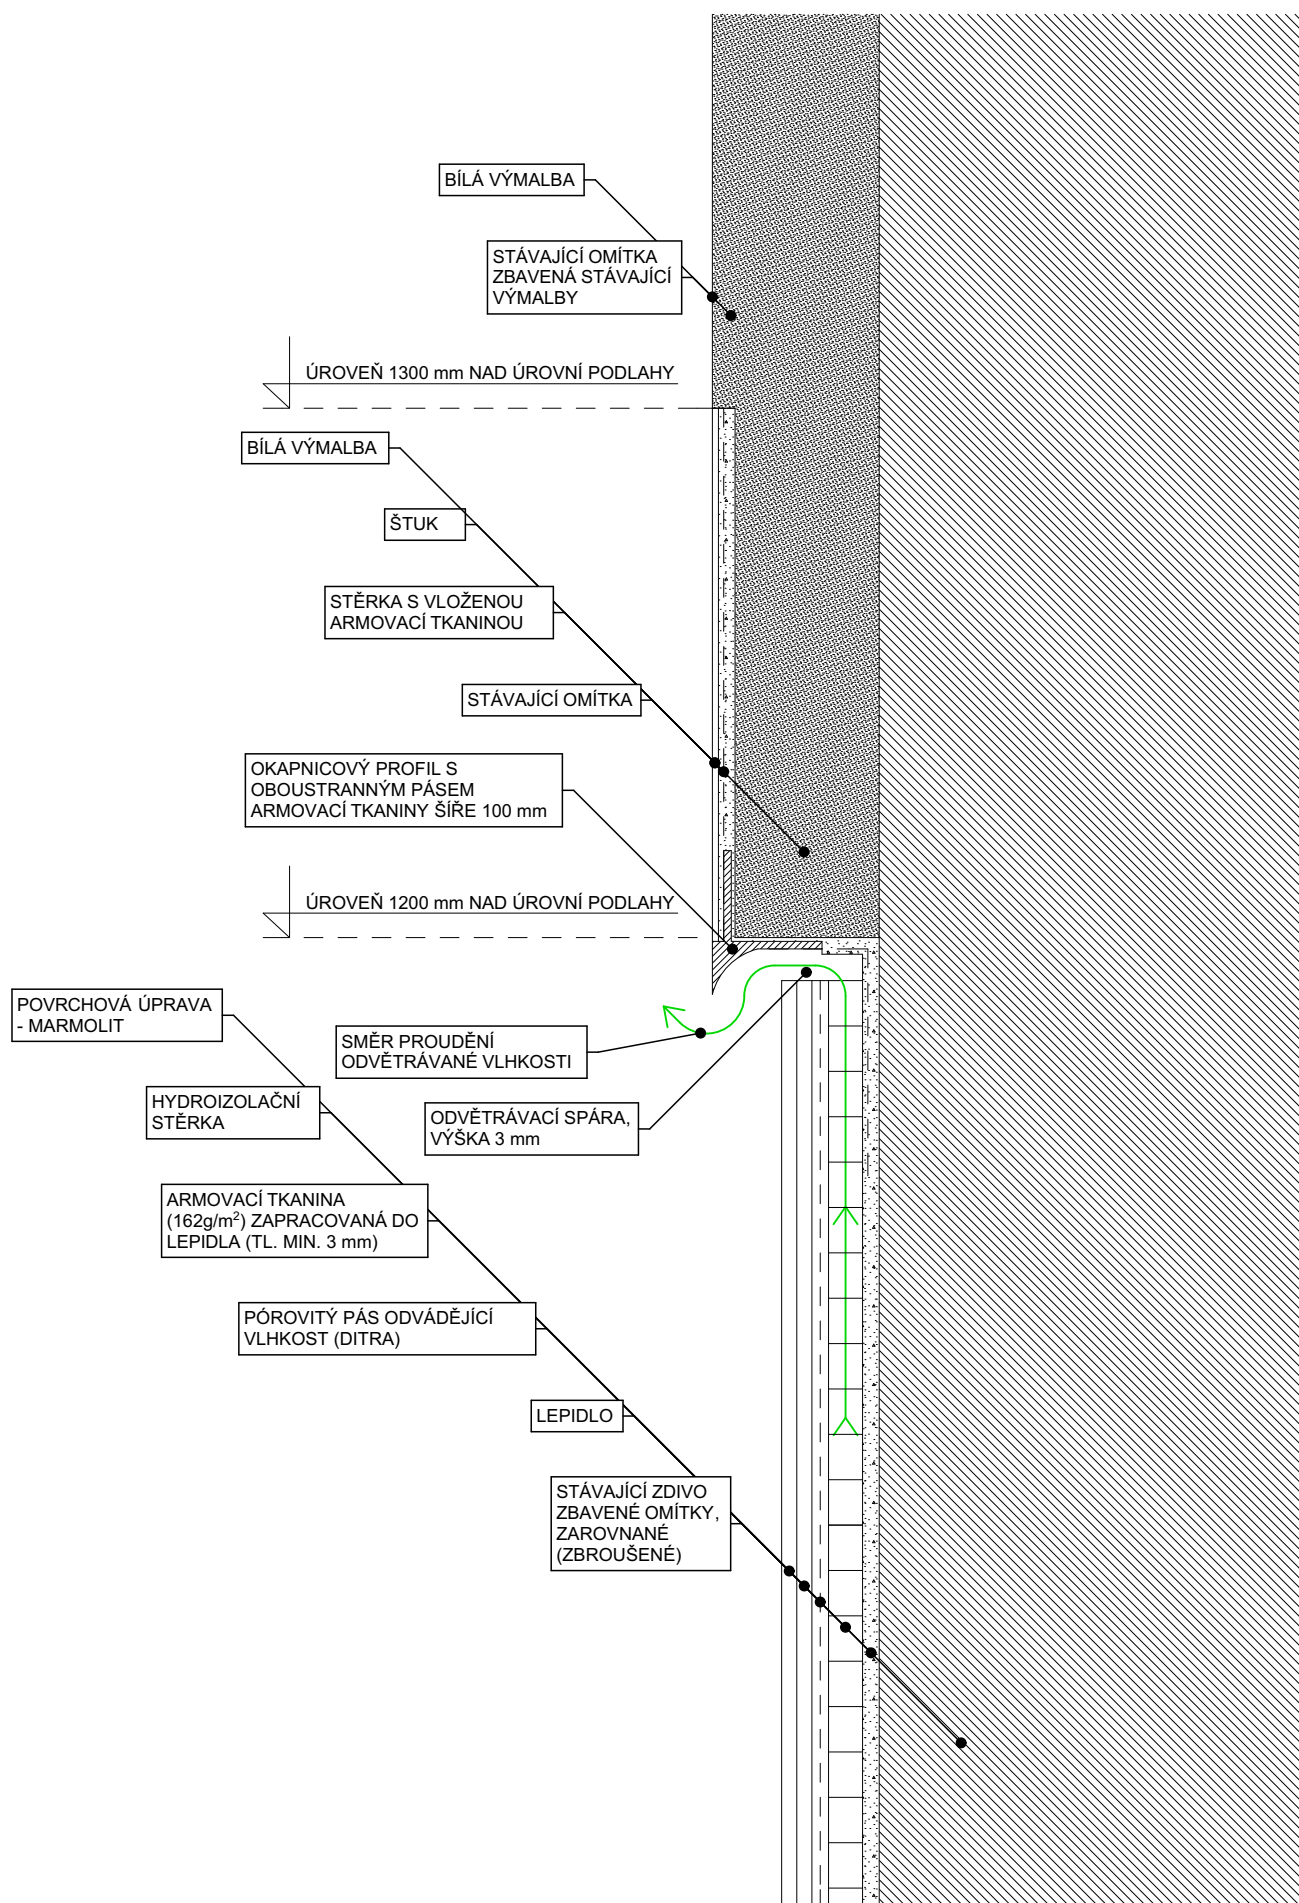 BÍLÁ VÝMALBA
STÁVAJÍCÍ OMÍTKA
ZBAVENÁ STÁVAJÍCÍ
VÝMALBY
ÚROVEŇ 1300 mm NAD ÚROVNÍ PODLAHY
BÍLÁ VÝMALBA
ŠTUK
STĚRKA S VLOŽENOU
ARMOVACÍ TKANINOU
STÁVAJÍCÍ OMÍTKA
OKAPNICOVÝ PROFIL S
OBOUSTRANNÝM PÁSEM
ARMOVACÍ TKANINY ŠÍŘE 100 mm
ÚROVEŇ 1200 mm NAD ÚROVNÍ PODLAHY
POVRCHOVÁ ÚPRAVA
- MARMOLIT
SMĚR PROUDĚNÍ
ODVĚTRÁVANÉ VLHKOSTI
HYDROIZOLAČNÍ
STĚRKA
ODVĚTRÁVACÍ SPÁRA,
VÝŠKA 3 mm
ARMOVACÍ TKANINA
(162g/m²) ZAPRACOVANÁ DO
LEPIDLA (TL. MIN. 3 mm)
PÓROVITÝ PÁS ODVÁDĚJÍCÍ
VLHKOST (DITRA)
LEPIDLO
STÁVAJÍCÍ ZDIVO
ZBAVENÉ OMÍTKY,
ZAROVNANÉ
(ZBROUŠENÉ)